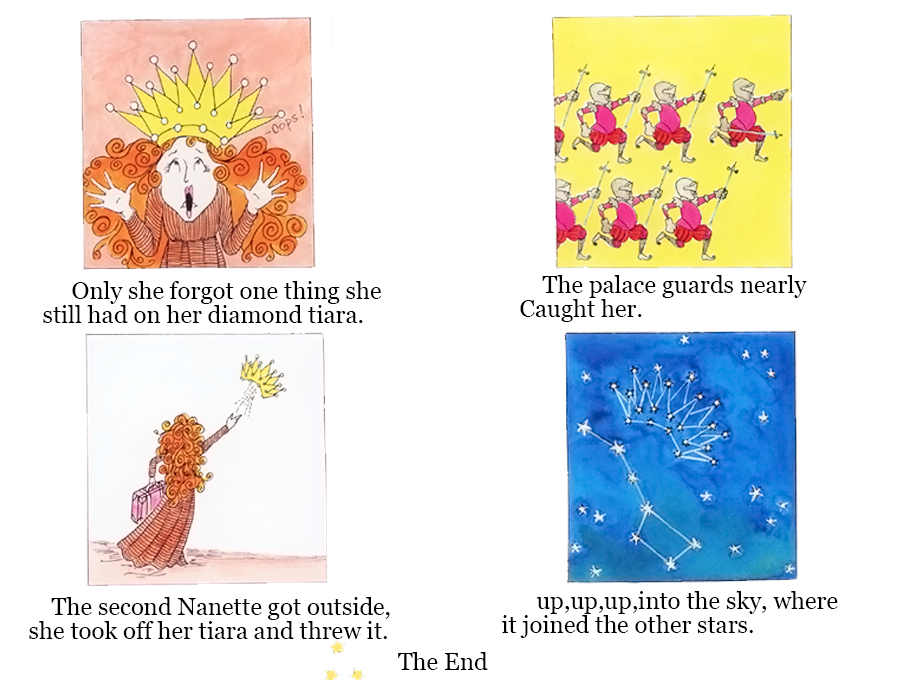 -Oops!
Only she forgot one thing she
still had on her diamond tiara.
The palace guards nearly
Caught her.
The second Nanette got outside,
she took off her tiara and threw it.
up,up,up,into the sky, where
it joined the other stars.
The End